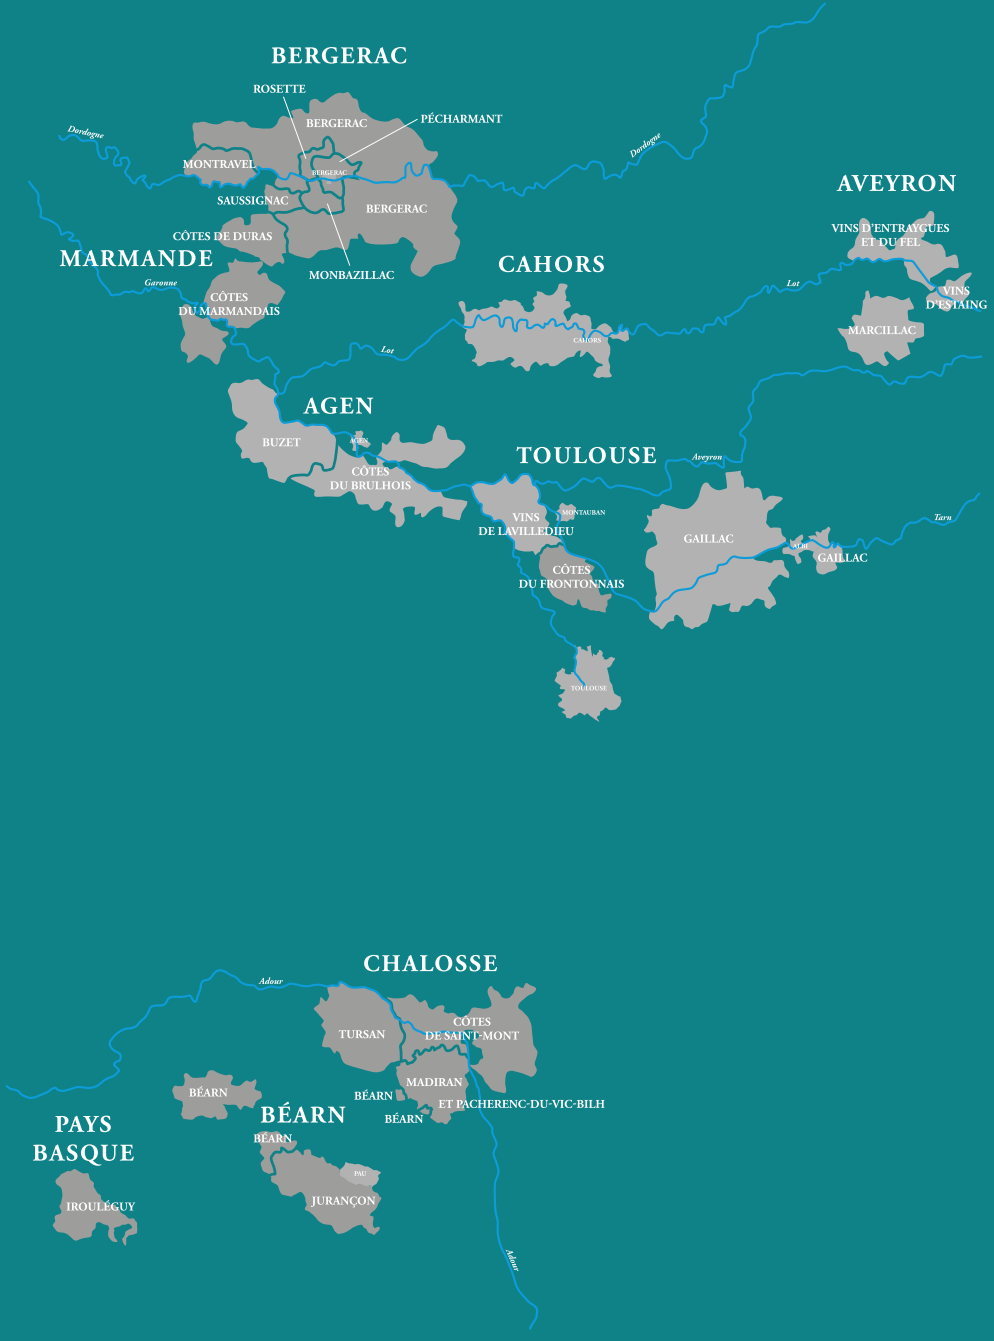 BERGERAC
ROSETTE
PÉCHARMANT
BERGERAC
Dordogne
Dordogne
MONTRAVEL
BERGERAC
SAUSSIGNAC
BERGERAC
CÔTES DE DURAS
MONBAZILLAC
AVEYRON
VINS D'ENTRAYGUES
ET DU FEL
VINS
D'ESTAING
MARCILLAC
MARMANDE
Garonne
CÔTES
DU MARMANDAIS
CAHORS
Lot
CAHORS
Lot
AGEN
BUZET
AGEN
CÔTES
DU BRULHOIS
TOULOUSE
Aveyron
MONTAUBAN
VINS
DE LAVILLEDIEU
Tarn
GAILLAC
ALBI
GAILLAC
CÔTES
DU FRONTONNAIS
TOULOUSE
CHALOSSE
Adour
TURSAN
CÔTES
DE SAINT-MONT
MADIRAN
ET PACHERENC-DU-VIC-BILH
BÉARN
BÉARN
BÉARN
BÉARN
BÉARN
PAU
JURANÇON
PAYS
BASQUE
IROULÉGUY
Adour